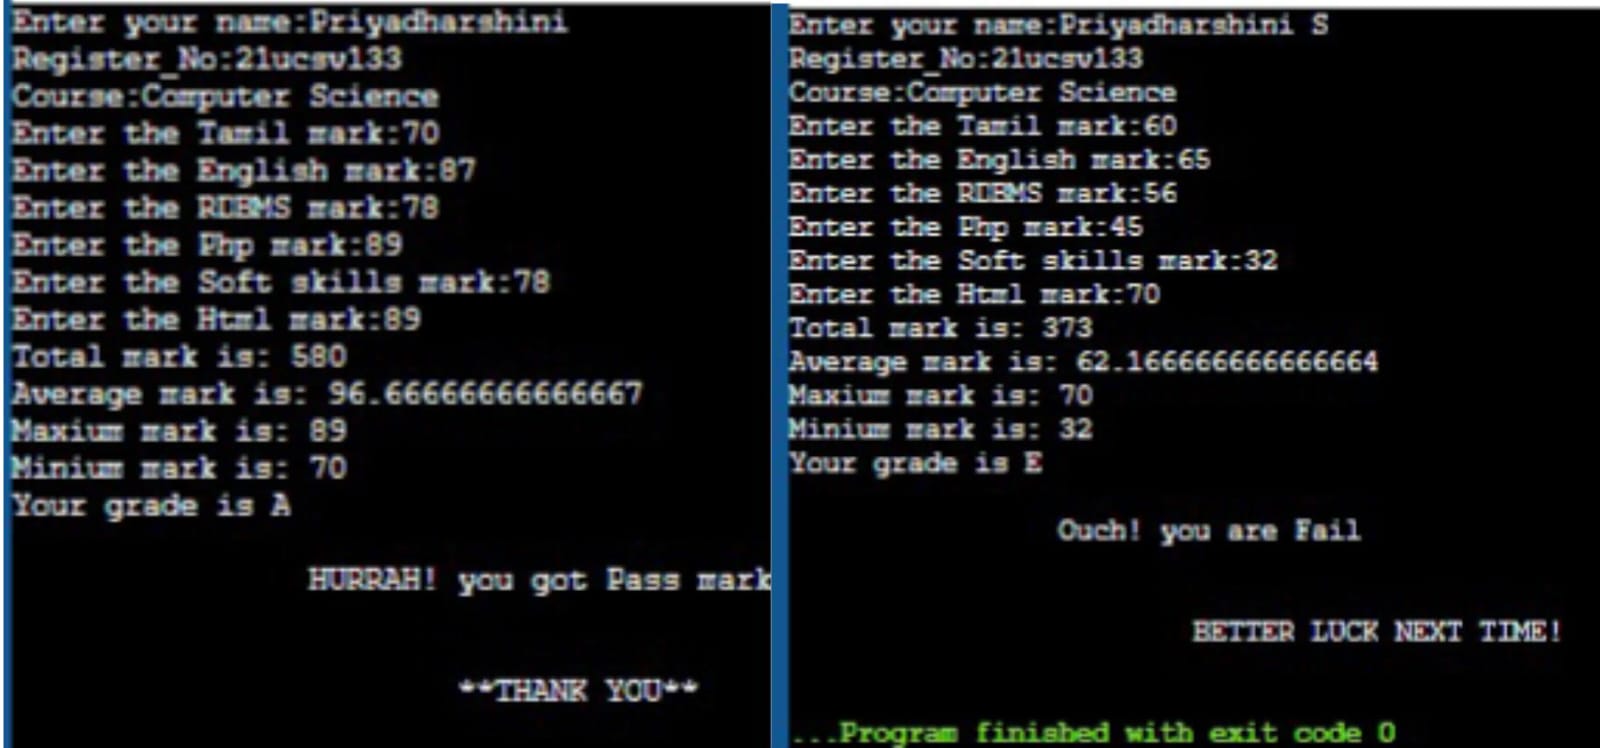 Enter your name:Priyadharshini
Register_No:21ucsv133
Course:Computer Science
Enter the Tamil mark:70
Enter the English mark:87
Enter the RDBMS mark:78
Enter the Php mark:89
Enter the Soft skills mark:78
Enter the Html mark:89
Total mark is: 580
Average mark is: 96.66666666666667
Maxium mark is: 89
Minium mark is: 70
Your grade is A
HURRAH! you got Pass mark
**THANK YOU**
Enter your name:Priyadharshini S
Register_No:21ucsv133
Course:Computer Science
Enter the Tamil mark:60
Enter the English mark:65
Enter the RDBMS mark:56
Enter the Php mark:45
Enter the Soft skills mark:32
Enter the Html mark:70
Total mark is: 373
Average mark is: 62.166666666666664
Maxium mark is: 70
Minium mark is: 32
Your grade is E
Ouch! you are Fail
BETTER LUCK NEXT TIME!
...Program finished with exit code 0